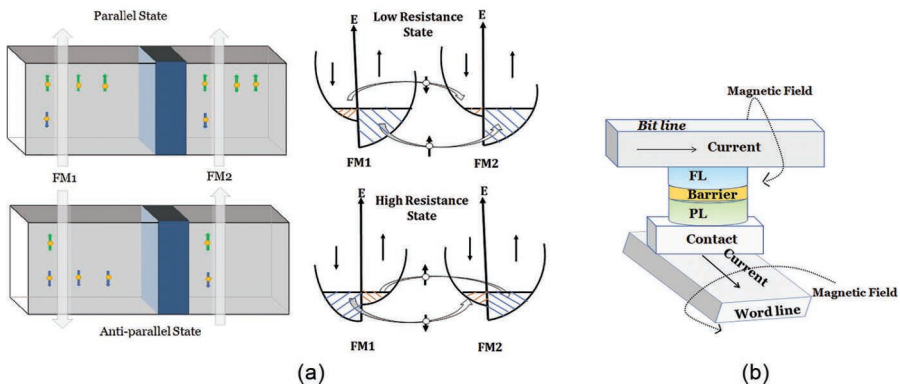 Parallel State
FM1
FM2
Anti-parallel State
E
Low Resistance
State
E
FM1
FM2
E
High Resistance
State
E
FM1
FM2
(a)
Magnetic Field
Bit line
Current
FL
Barrier
PL
Contact
Current
Magnetic Field
Word line
(b)